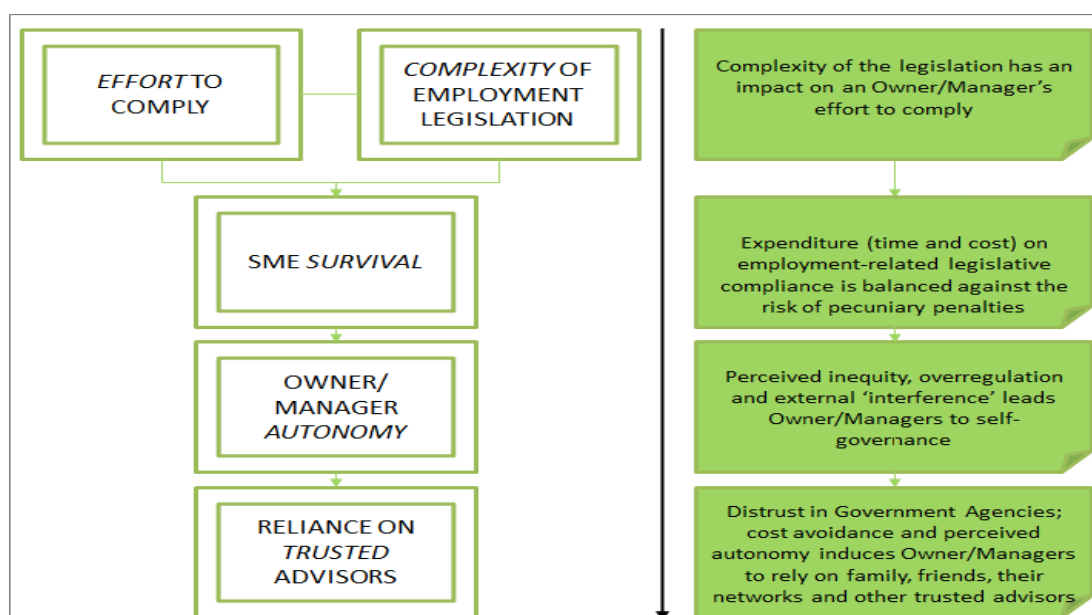 EFFORT TO
COMPLY
COMPLEXITY OF
EMPLOYMENT
LEGISLATION
Complexity of the legislation has an
impact on an Owner/Manager's
effort to comply
SME SURVIVAL
Expenditure (time and cost) on
employment-related legislative
compliance is balanced against the
risk of pecuniary penalties
OWNER/
MANAGER
AUTONOMY
Perceived inequity, overregulation
and external 'interference' leads
Owner/Managers to self-
governance
RELIANCE ON
TRUSTED
ADVISORS
Distrust in Government Agencies;
cost avoidance and perceived
autonomy induces Owner/Managers
to rely on family, friends, their
networks and other trusted advisors